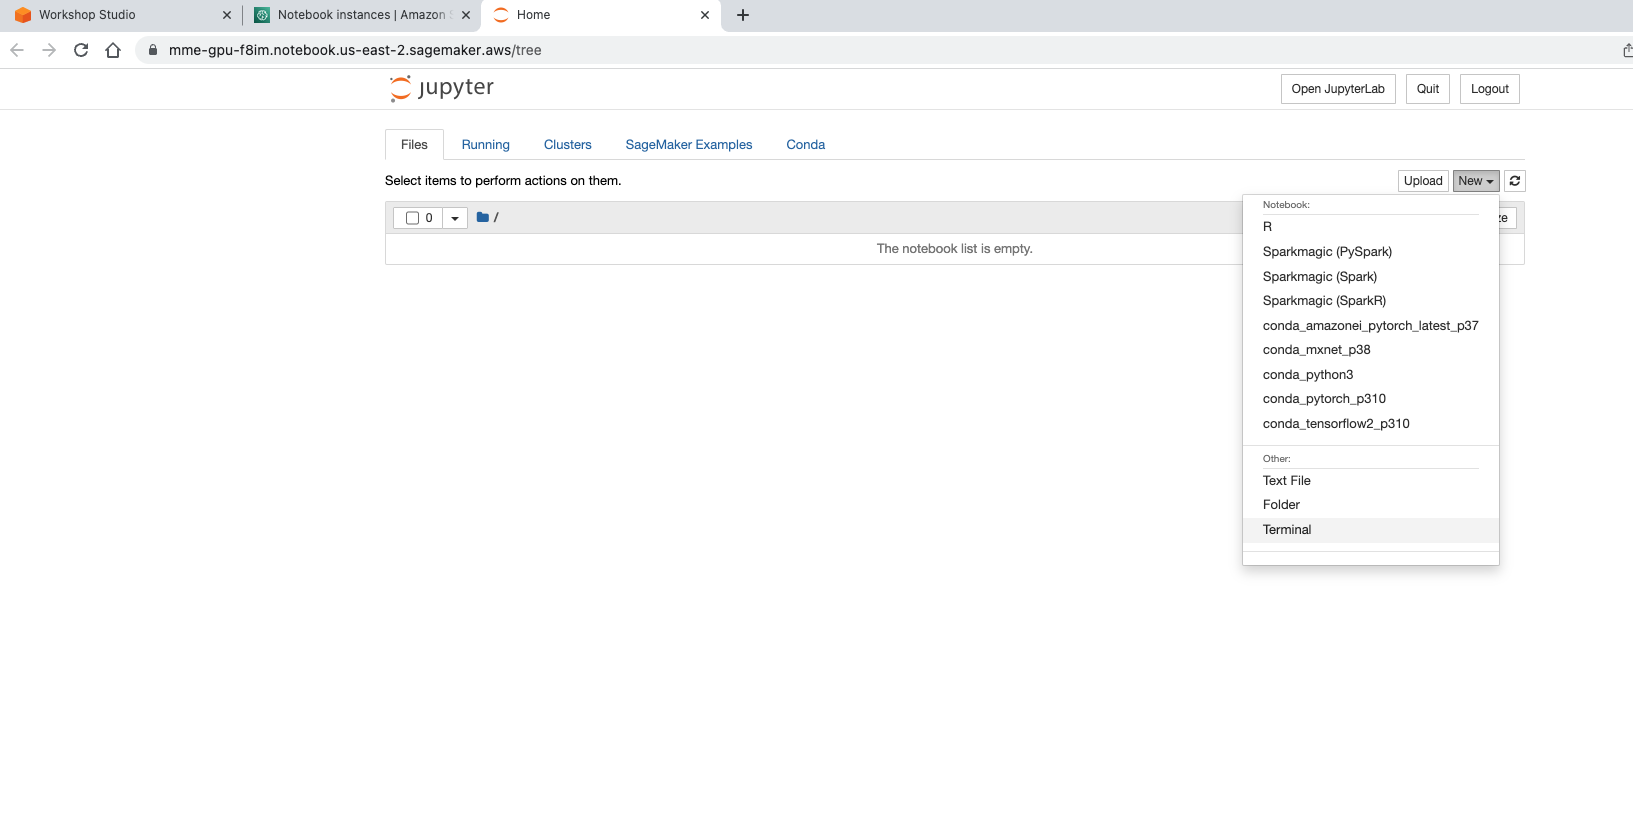 Workshop Studio
Notebook instances | Amazon
Home
mme-gpu-f8im.notebook.us-east-2.sagemaker.aws/tree
jupyter
Open JupyterLab
Quit
Logout
Files
Running
Clusters
SageMaker Examples
Conda
Select items to perform actions on them.
Upload
New
0
/
ze
The notebook list is empty.
Notebook:
R
Sparkmagic (PySpark)
Sparkmagic (Spark)
Sparkmagic (SparkR)
conda_amazonei_pytorch_latest_p37
conda_mxnet_p38
conda_python3
conda_pytorch_p310
conda_tensorflow2_p310
Other:
Text File
Folder
Terminal